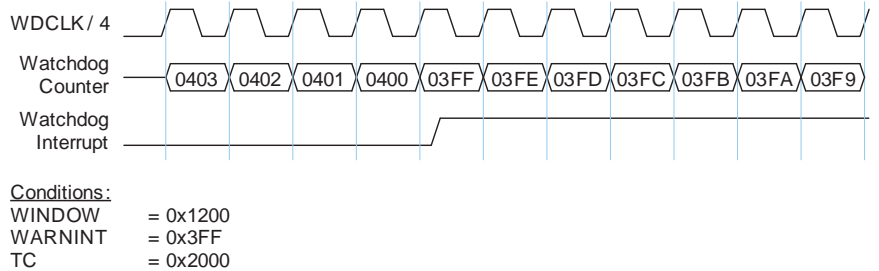 WDCLK / 4
Watchdog
Counter
0403 0402 0401 0400 03FF 03FE 03FD 03FC 03FB 03FA 03F9
Watchdog
Interrupt
Conditions:
WINDOW = 0x1200
WARNINT = 0x3FF
TC = 0x2000